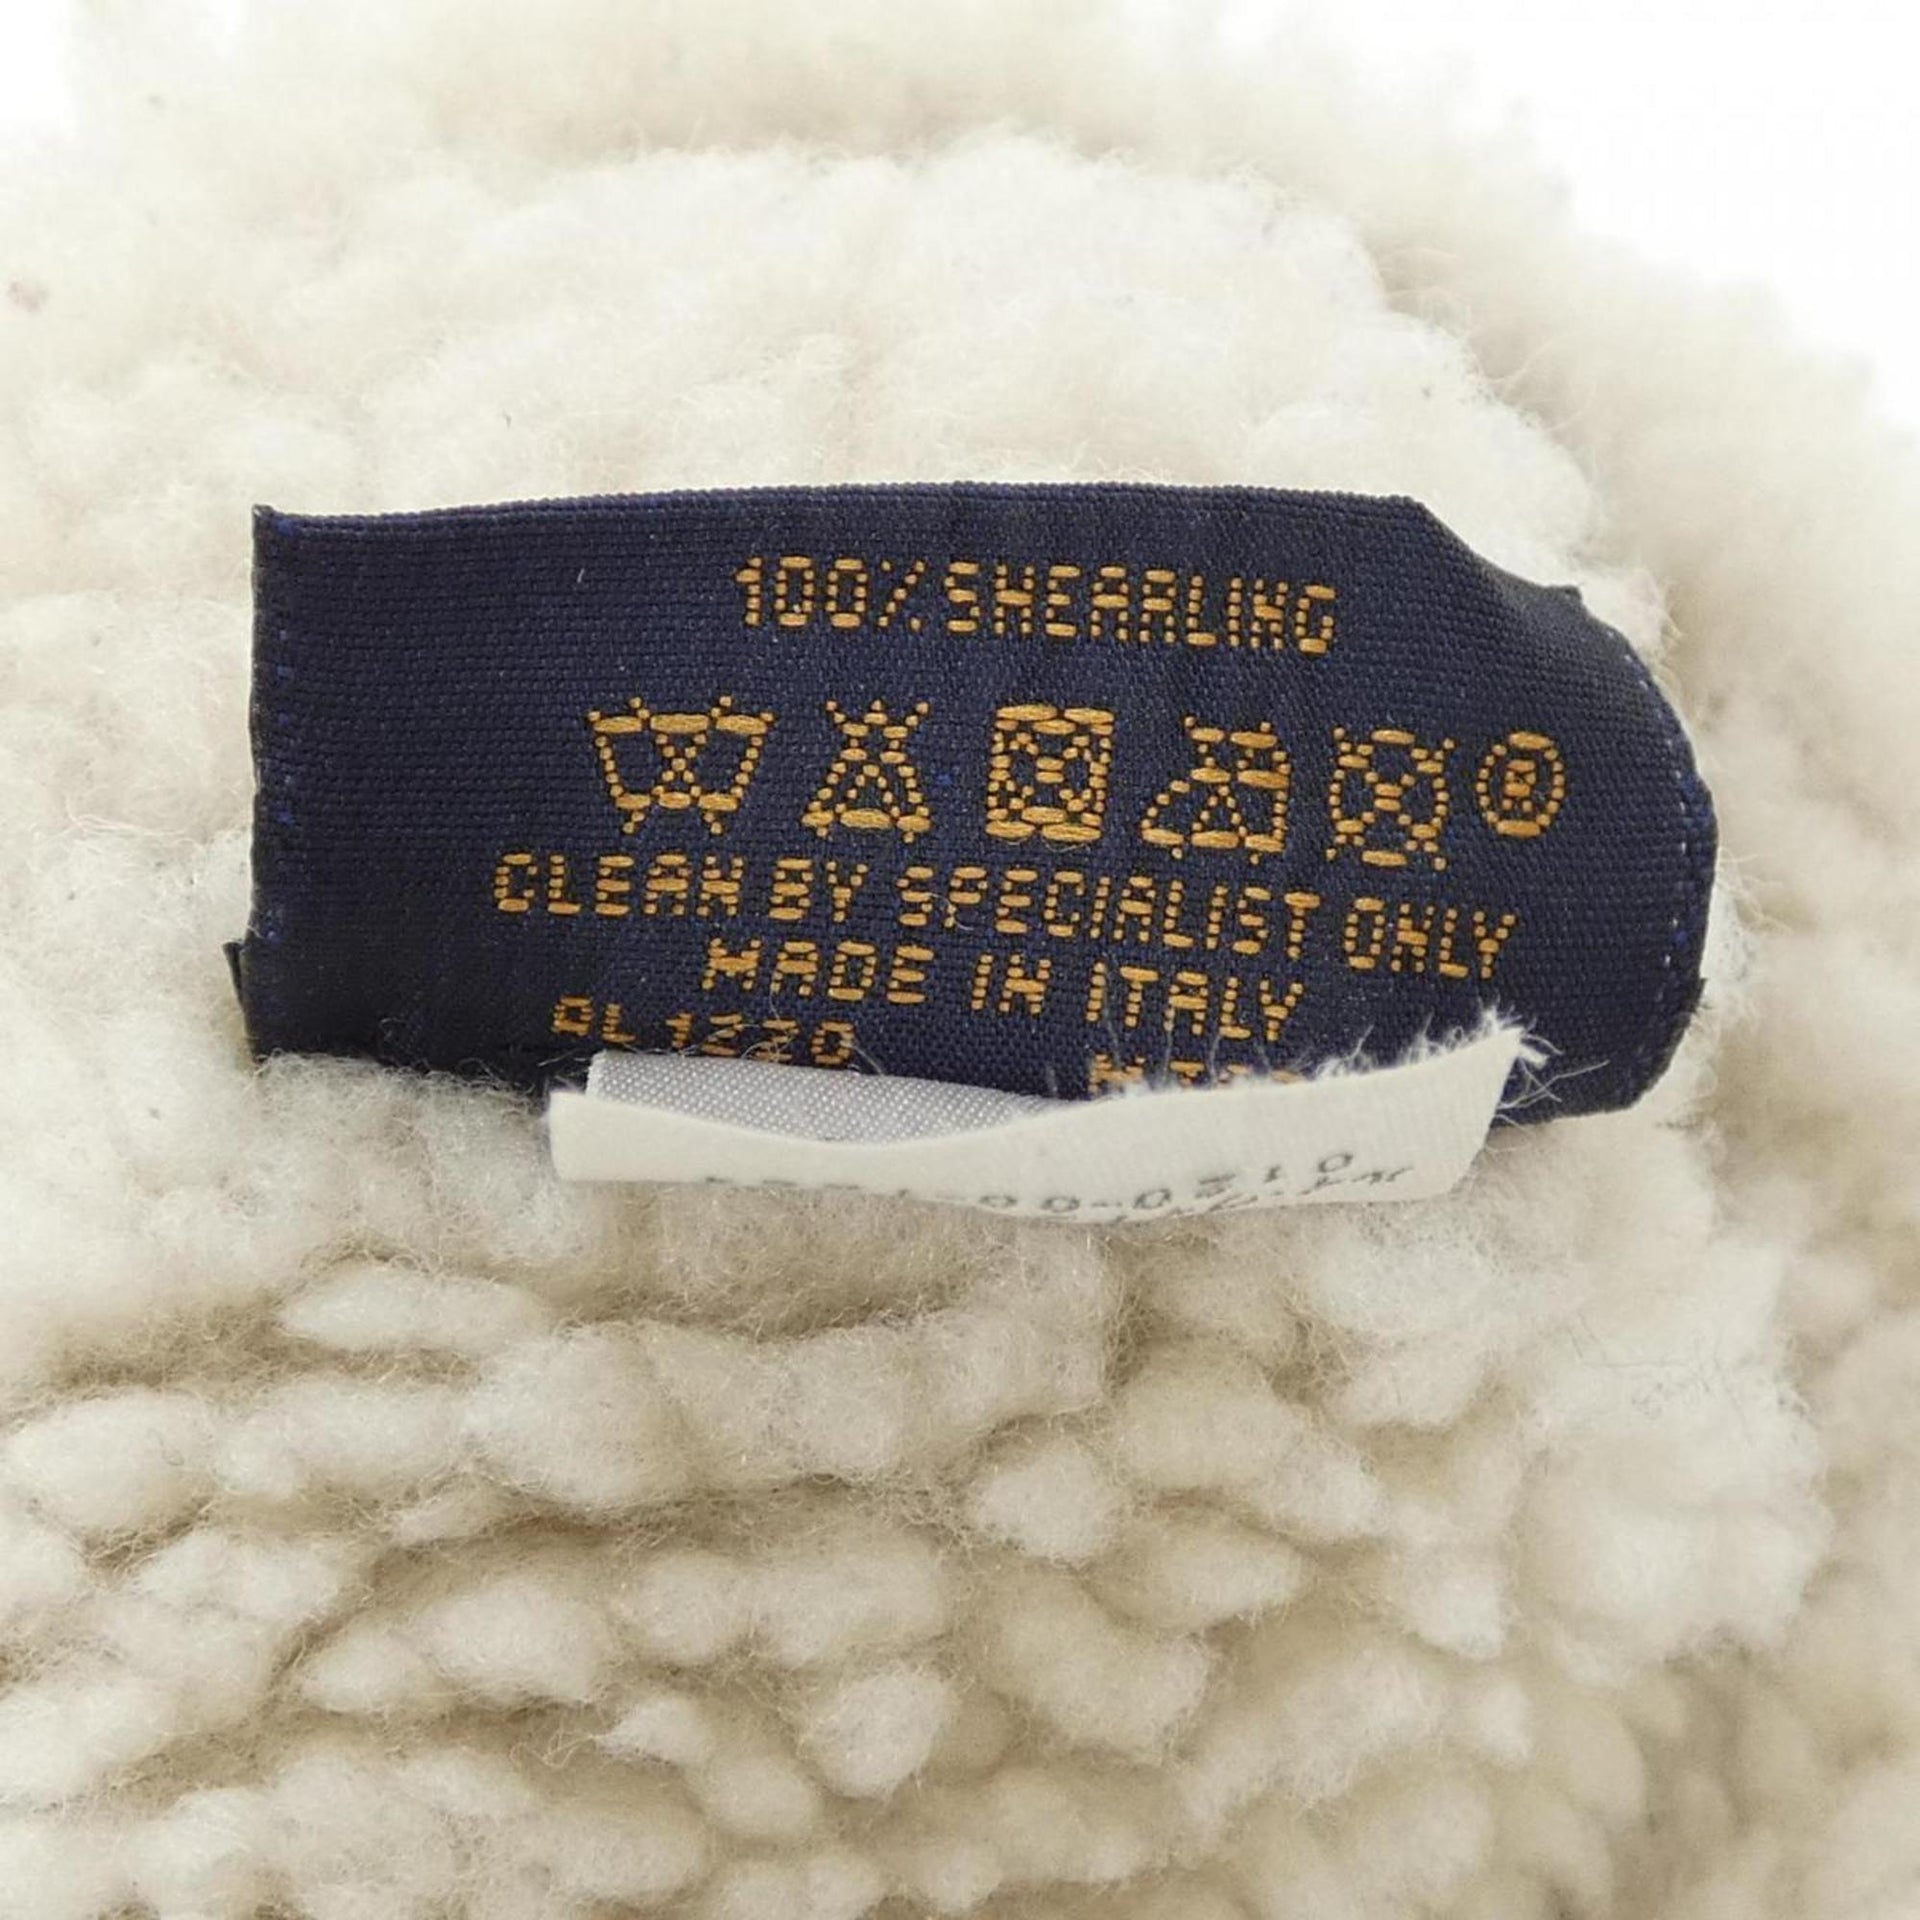 100% SHEARLING
CLEAN BY SPECIALIST ONLY
MADE IN ITALY